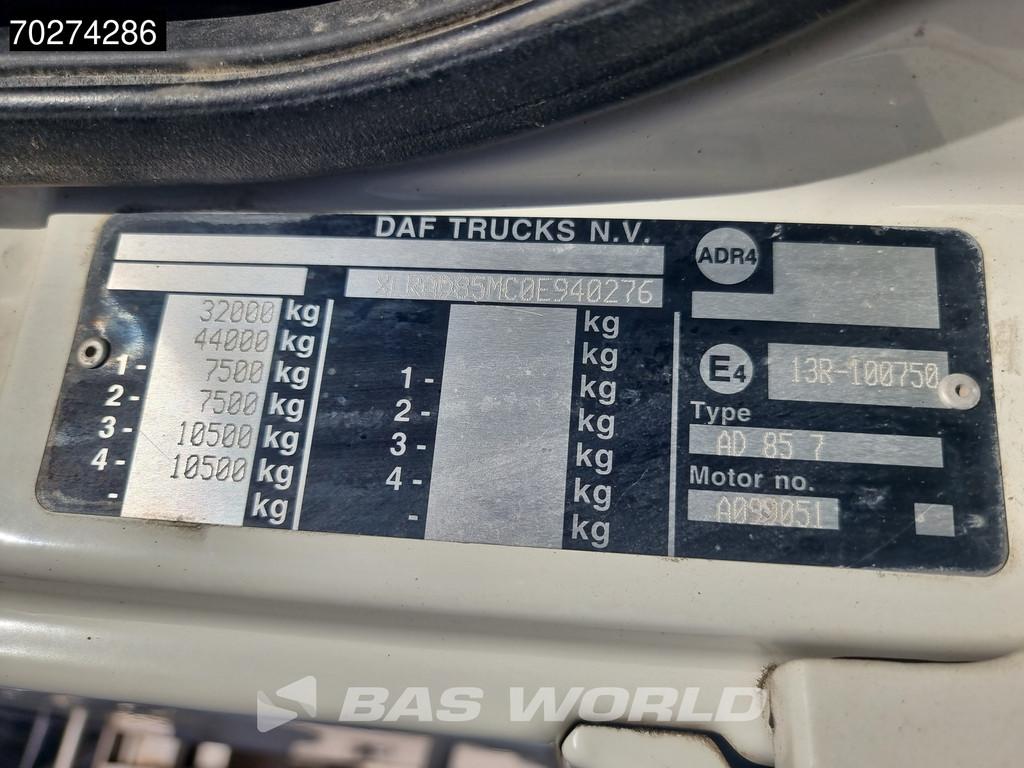 70274286
DAF TRUCKS N.V.
XLRAD85MC0E940276
ADR4
32000 kg
44000 kg
1- 7500 kg
2- 7500 kg
3- 10500 kg
4- 10500 kg
- kg
kg
kg
1- kg
2- kg
3- kg
4- kg
- kg
E4 13R-100750
Type
AD 85 7
Motor no.
A099051
BAS WORLD